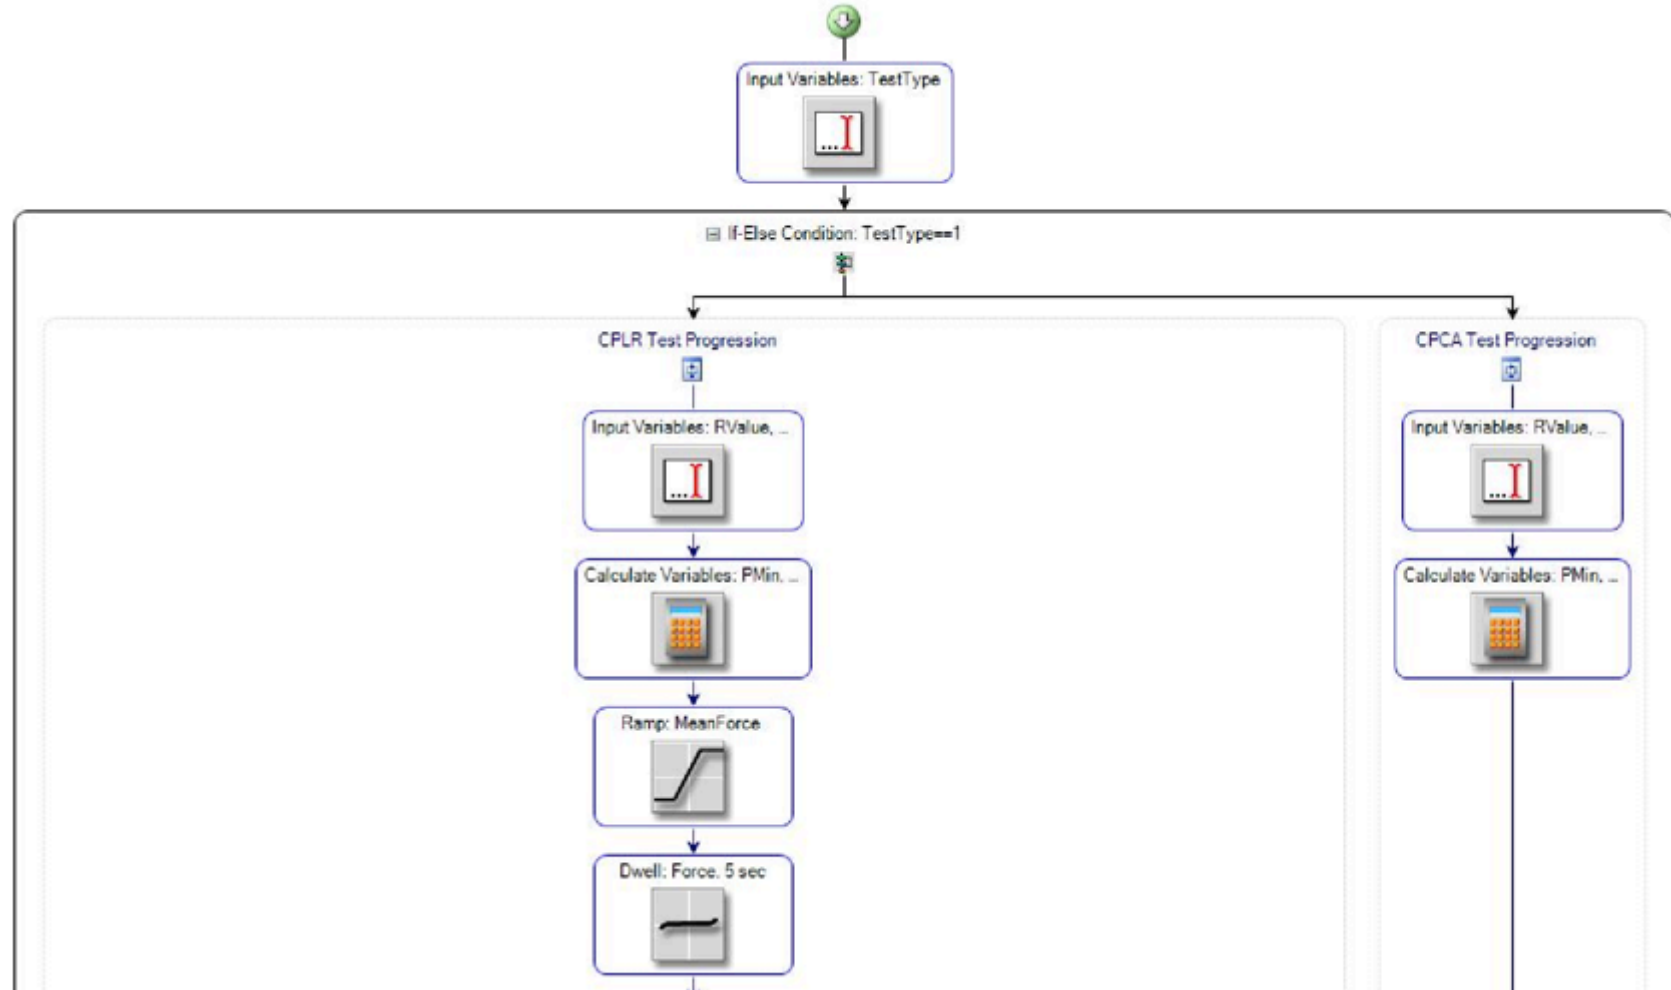 Input Variables: TestType
If-Else Condition: TestType==1
CPLR Test Progression
CPCA Test Progression
Input Variables: RValue, ...
Input Variables: RValue, ...
Calculate Variables: PMin, ...
Calculate Variables: PMin, ...
Ramp: MeanForce
Dwell: Force, 5 sec